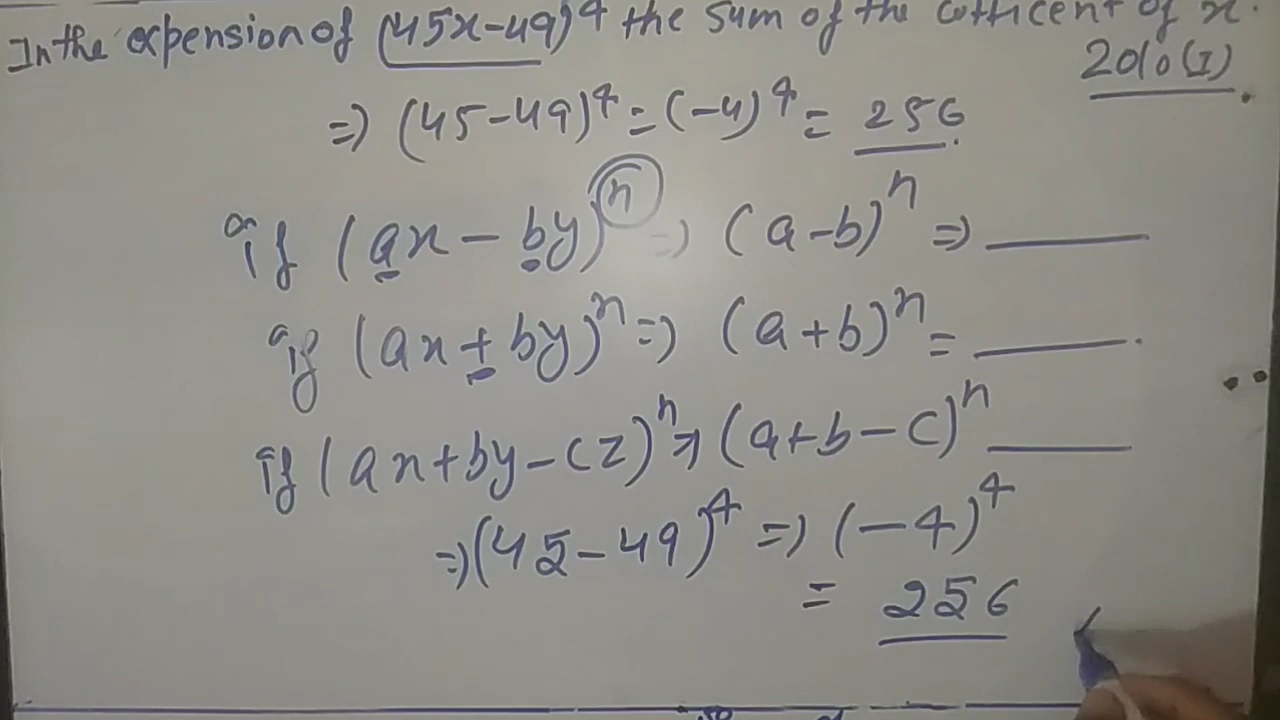 In the expension of (45x-49)⁴ the sum of the cofficent of x.
2010(I)
=> (45-49)⁴ = (-4)⁴ = 256.
if (ax - by)ⁿ => (a-b)ⁿ =>
if (ax + by)ⁿ => (a+b)ⁿ =
if (ax+by-cz)ⁿ => (a+b-c)ⁿ
=> (45-49)⁴ => (-4)⁴
= 256